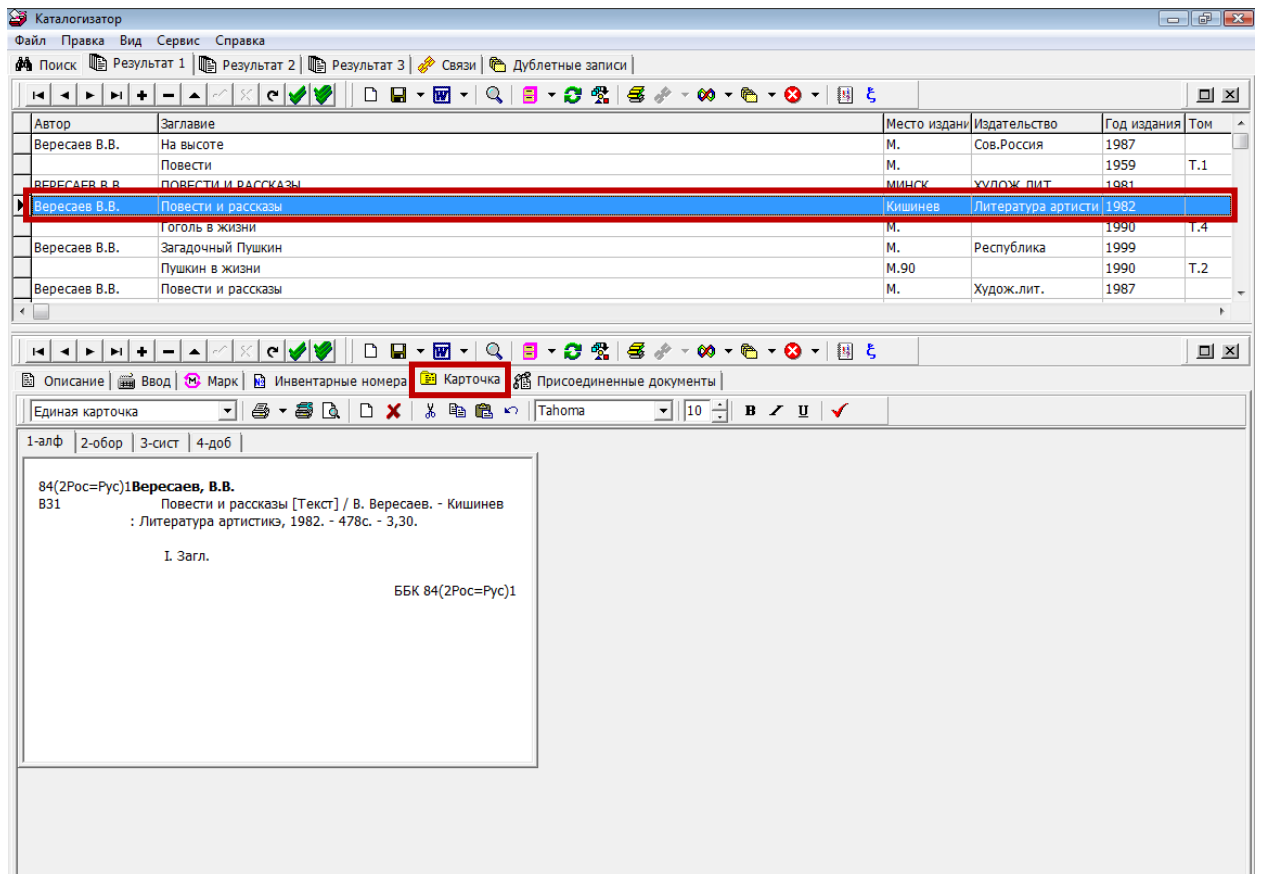 Каталогизатор
Файл Правка Вид Сервис Справка
Поиск Результат 1 Результат 2 Результат 3 Связи Дублетные записи
Автор Заглавие Место издани Издательство Год издания Том
Вересаев В.В. На высоте М. Сов.Россия 1987
Повести М. 1959 Т.1
ВЕРЕСАЕВ В.В. ПОВЕСТИ И РАССКАЗЫ МИНСК ХУДОЖ.ЛИТ. 1981
Вересаев В.В. Повести и рассказы Кишинев Литература артисти 1982
Гоголь в жизни М. 1990 Т.4
Вересаев В.В. Загадочный Пушкин М. Республика 1999
Пушкин в жизни М.90 1990 Т.2
Вересаев В.В. Повести и рассказы М. Худож.лит. 1987
Описание Ввод Марк Инвентарные номера Карточка Присоединенные документы
Единая карточка Tahoma 10 B I U
1-алф 2-обор 3-сист 4-доб
84(2Рос=Рус)1Вересаев, В.В.
В31 Повести и рассказы [Текст] / В. Вересаев. - Кишинев
: Литература артистикэ, 1982. - 478с. - 3,30.
I. Загл.
ББК 84(2Рос=Рус)1